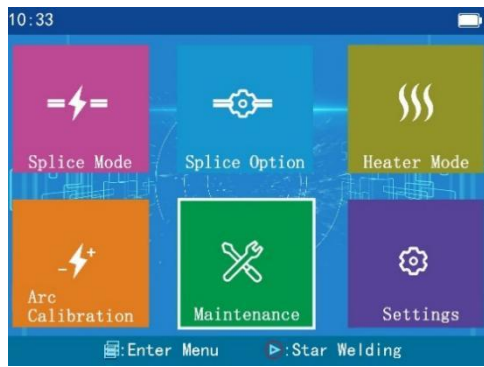 10:33
Splice Mode
Splice Option
Heater Mode
Arc
Calibration
Maintenance
Settings
:Enter Menu
:Star Welding